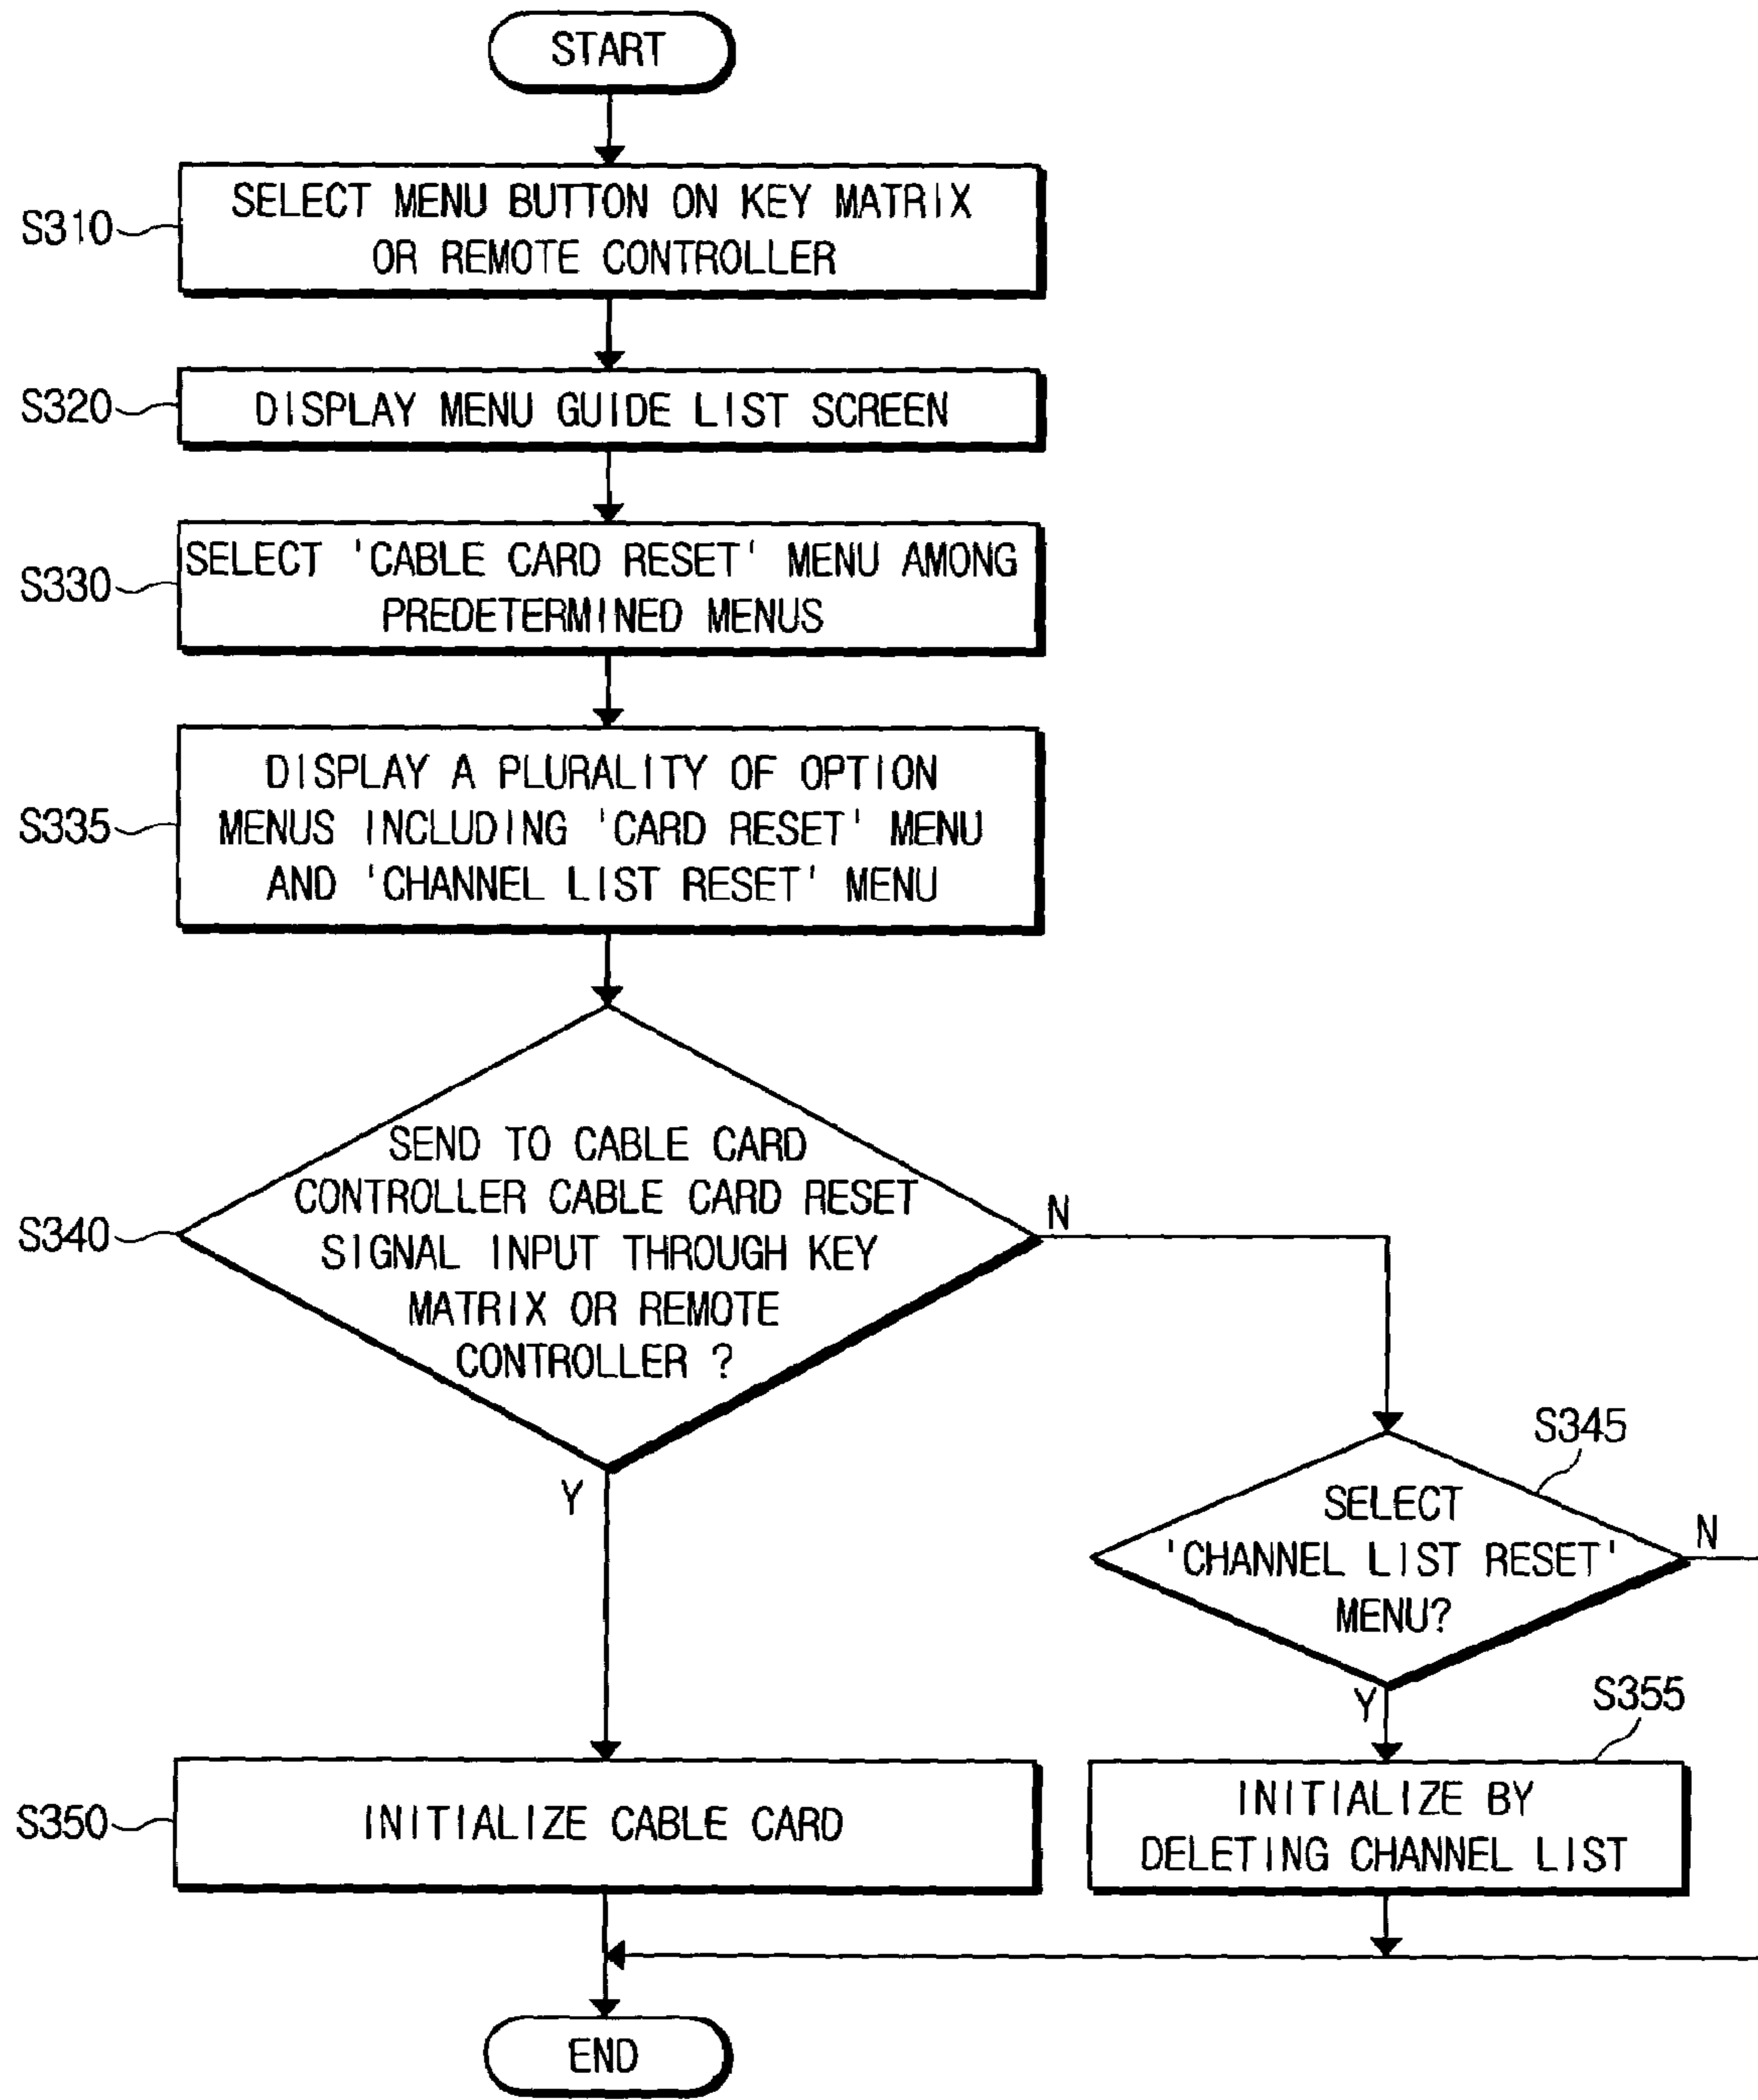 START
S310
SELECT MENU BUTTON ON KEY MATRIX
OR REMOTE CONTROLLER
S320
DISPLAY MENU GUIDE LIST SCREEN
S330
SELECT 'CABLE CARD RESET' MENU AMONG
PREDETERMINED MENUS
S335
DISPLAY A PLURALITY OF OPTION
MENUS INCLUDING 'CARD RESET' MENU
AND 'CHANNEL LIST RESET' MENU
S340
SEND TO CABLE CARD
CONTROLLER CABLE CARD RESET
SIGNAL INPUT THROUGH KEY
MATRIX OR REMOTE
CONTROLLER ?
N
Y
S345
SELECT
'CHANNEL LIST RESET'
MENU?
N
Y
S350
INITIALIZE CABLE CARD
S355
INITIALIZE BY
DELETING CHANNEL LIST
END